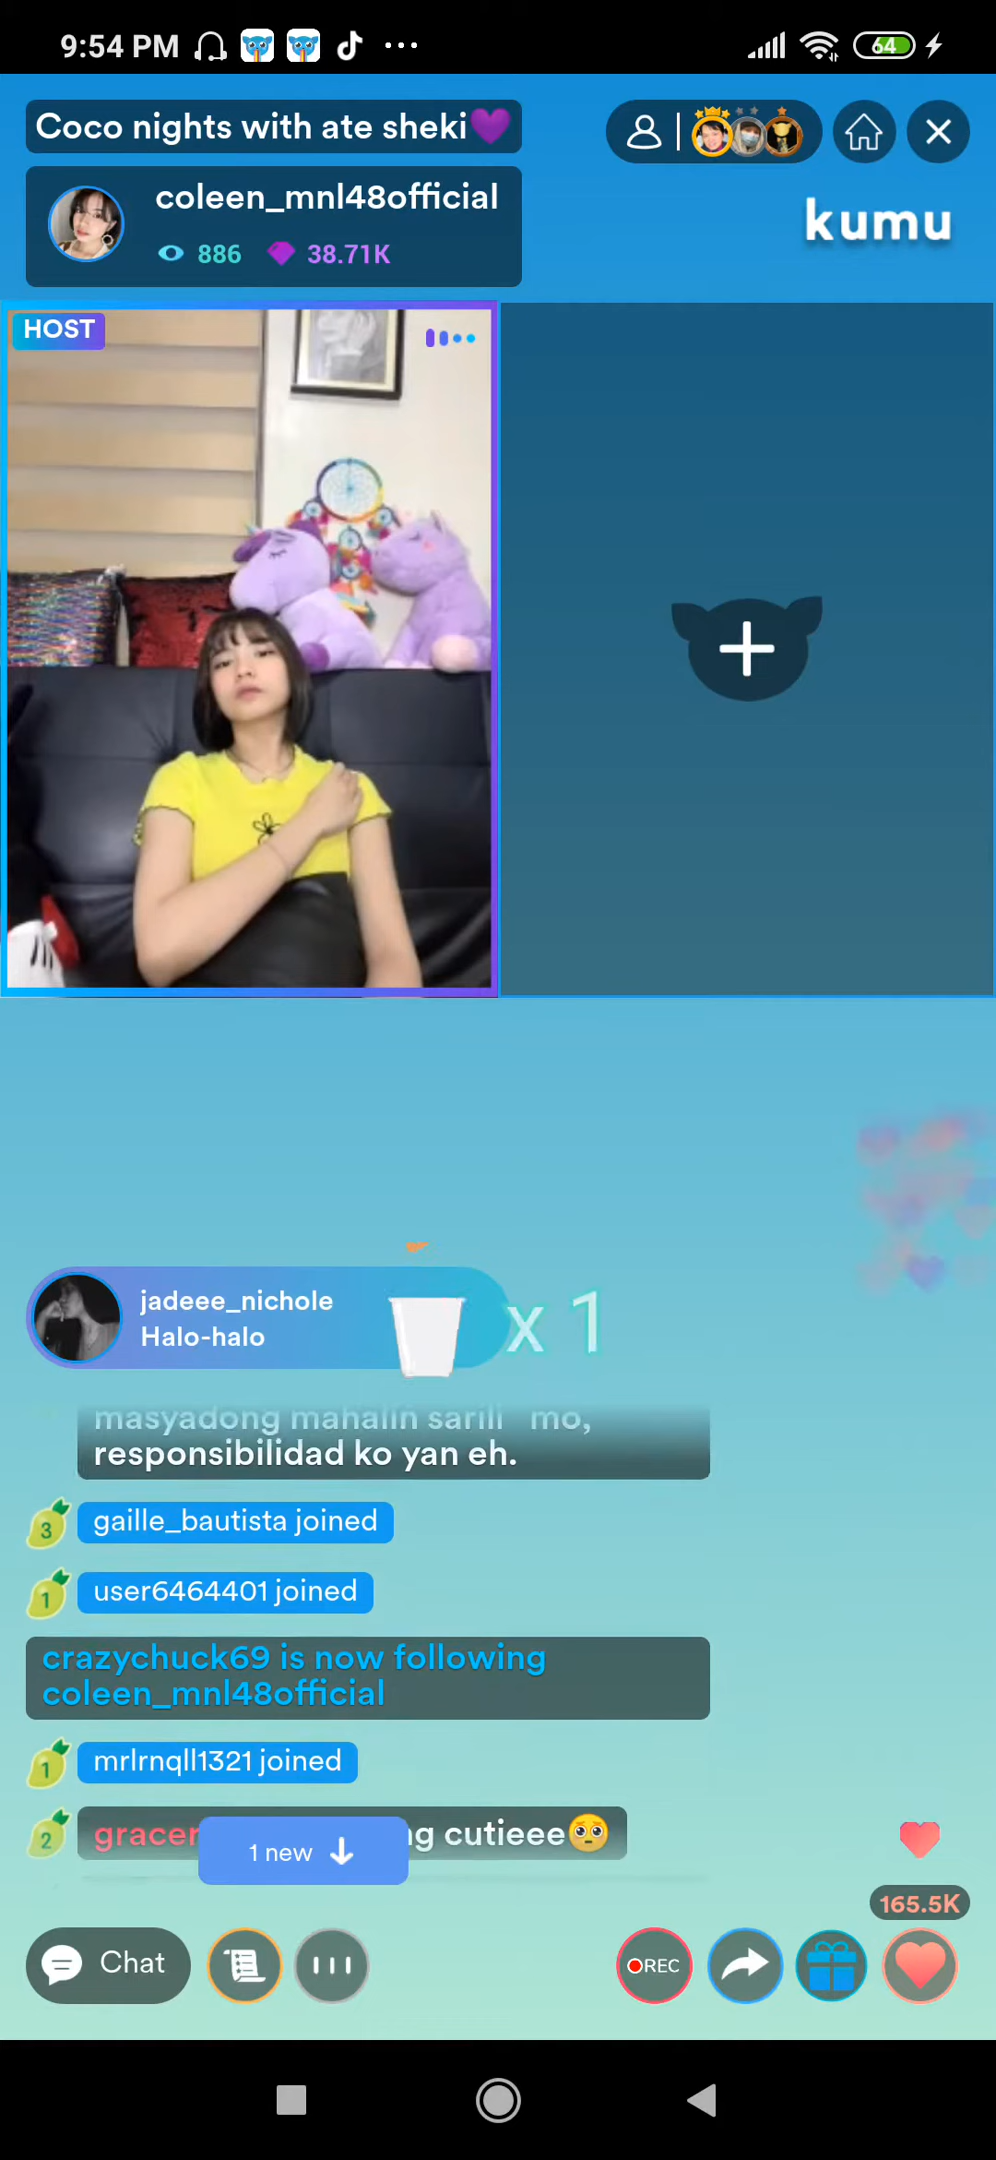 9:54 PM
64
Coco nights with ate sheki💜
coleen_mnl48official
886 38.71K
kumu
HOST
jadeee_nichole
Halo-halo
x 1
masyadong mahalin sarili mo,
responsibilidad ko yan eh.
3 gaille_bautista joined
1 user6464401 joined
crazychuck69 is now following
coleen_mnl48official
1 mrlrnqll1321 joined
2 cutieee🥺
1 new ↓
165.5K
Chat
REC